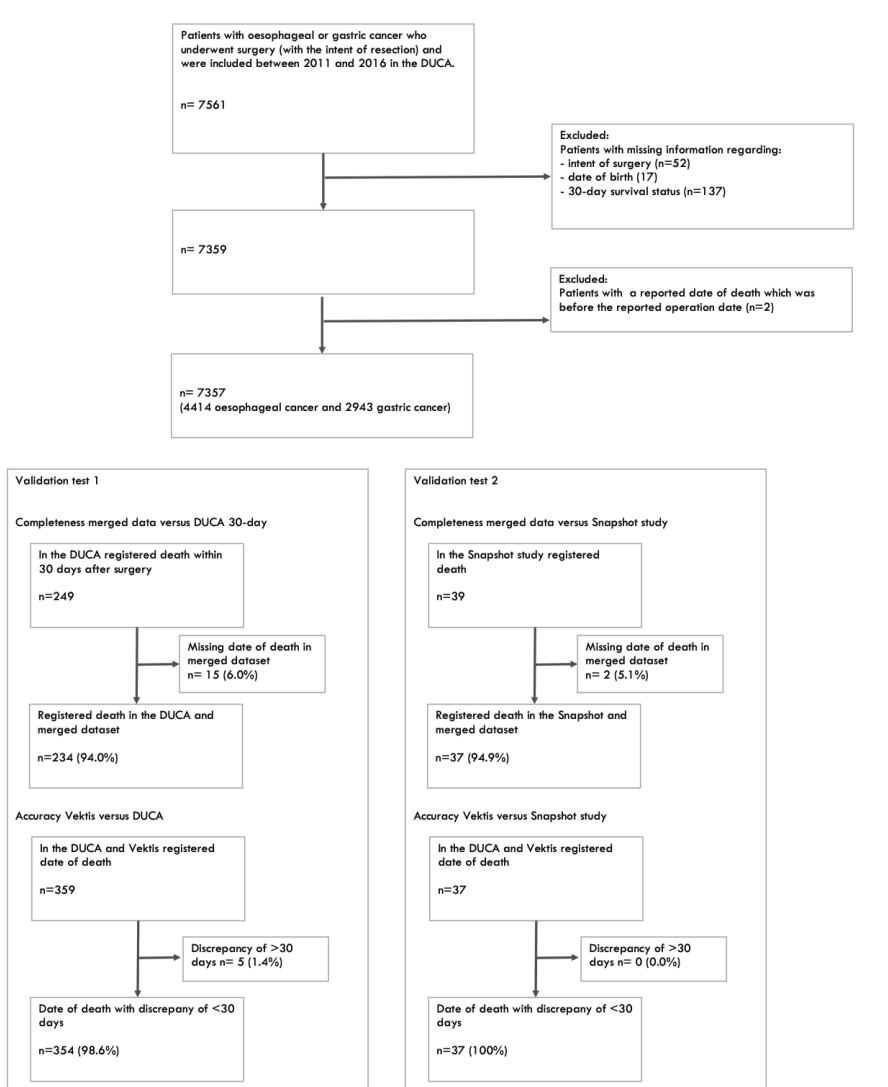 Patients with oesophageal or gastric cancer who
underwent surgery (with the intent of resection) and
were included between 2011 and 2016 in the DUCA.
n= 7561
Excluded:
Patients with missing information regarding:
- intent of surgery (n=52)
- date of birth (17)
- 30-day survival status (n=137)
n= 7359
Excluded:
Patients with a reported date of death which was
before the reported operation date (n=2)
n= 7357
(4414 oesophageal cancer and 2943 gastric cancer)
Validation test 1
Completeness merged data versus DUCA 30-day
In the DUCA registered death within
30 days after surgery
n=249
Missing date of death in
merged dataset
n= 15 (6.0%)
Registered death in the DUCA and
merged dataset
n=234 (94.0%)
Accuracy Vektis versus DUCA
In the DUCA and Vektis registered
date of death
n=359
Discrepancy of >30
days n= 5 (1.4%)
Date of death with discrepany of <30
days
n=354 (98.6%)
Validation test 2
Completeness merged data versus Snapshot study
In the Snapshot study registered
death
n=39
Missing date of death in
merged dataset
n= 2 (5.1%)
Registered death in the Snapshot and
merged dataset
n=37 (94.9%)
Accuracy Vektis versus Snapshot study
In the DUCA and Vektis registered
date of death
n=37
Discrepancy of >30
days n= 0 (0.0%)
Date of death with discrepany of <30
days
n=37 (100%)